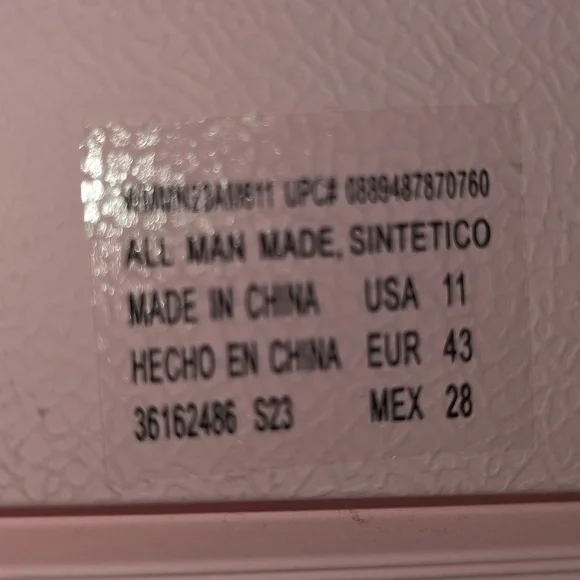 UPC# 0889487870760
ALL MAN MADE, SINTETICO
MADE IN CHINA USA 11
HECHO EN CHINA EUR 43
36162486 S23 MEX 28